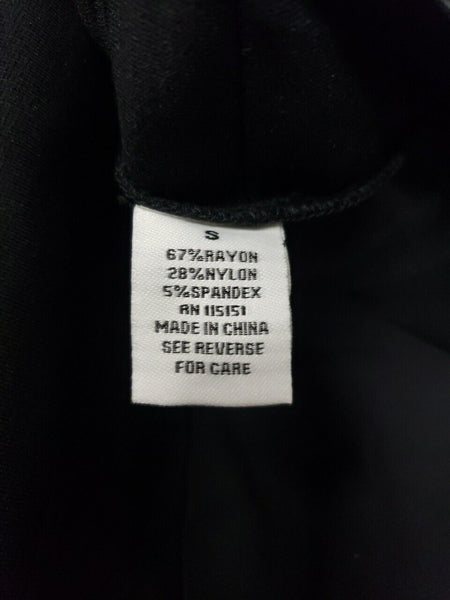 S
67%RAYON
28%NYLON
5%SPANDEX
RN 115151
MADE IN CHINA
SEE REVERSE
FOR CARE